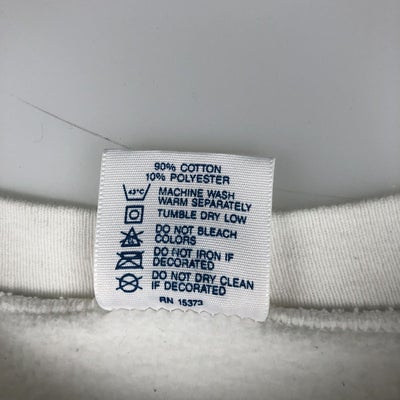 90% COTTON
10% POLYESTER
43°C MACHINE WASH
WARM SEPARATELY
TUMBLE DRY LOW
DO NOT BLEACH
COLORS
DO NOT IRON IF
DECORATED
DO NOT DRY CLEAN
IF DECORATED
RN 15373